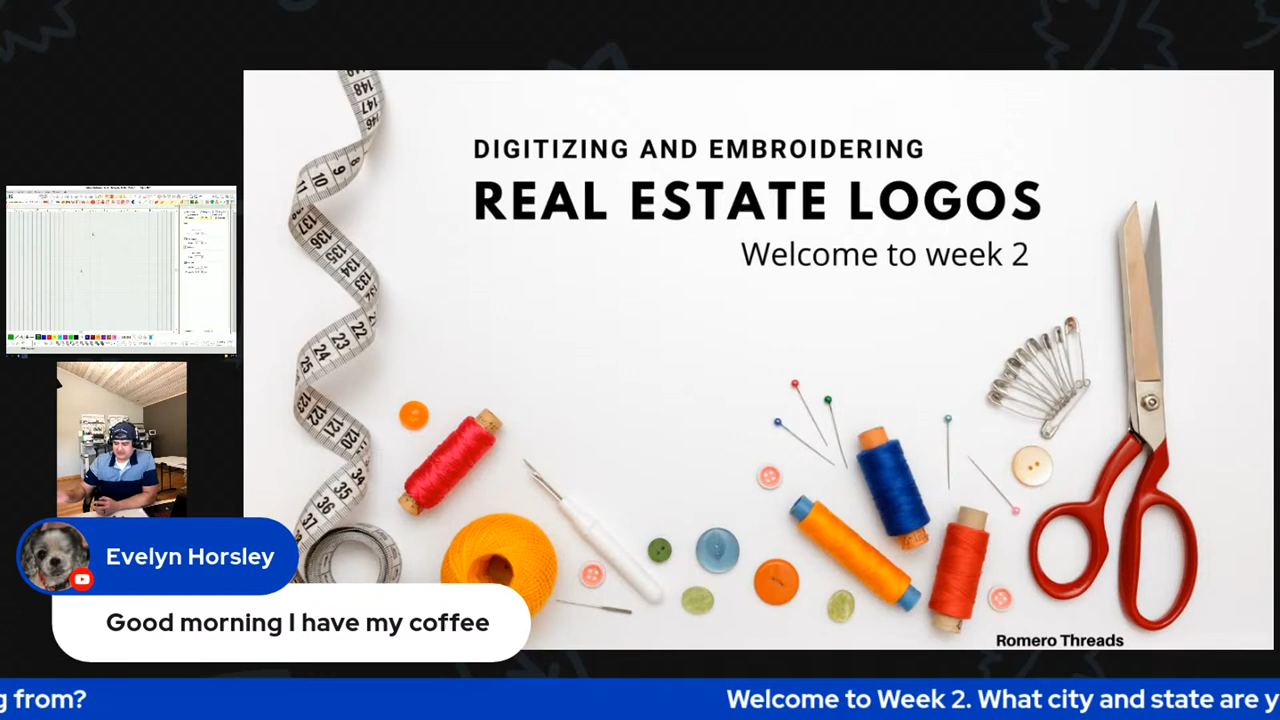 DIGITIZING AND EMBROIDERING
REAL ESTATE LOGOS
Welcome to week 2
Evelyn Horsley
Good morning I have my coffee
Romero Threads
g from?
Welcome to Week 2. What city and state are y